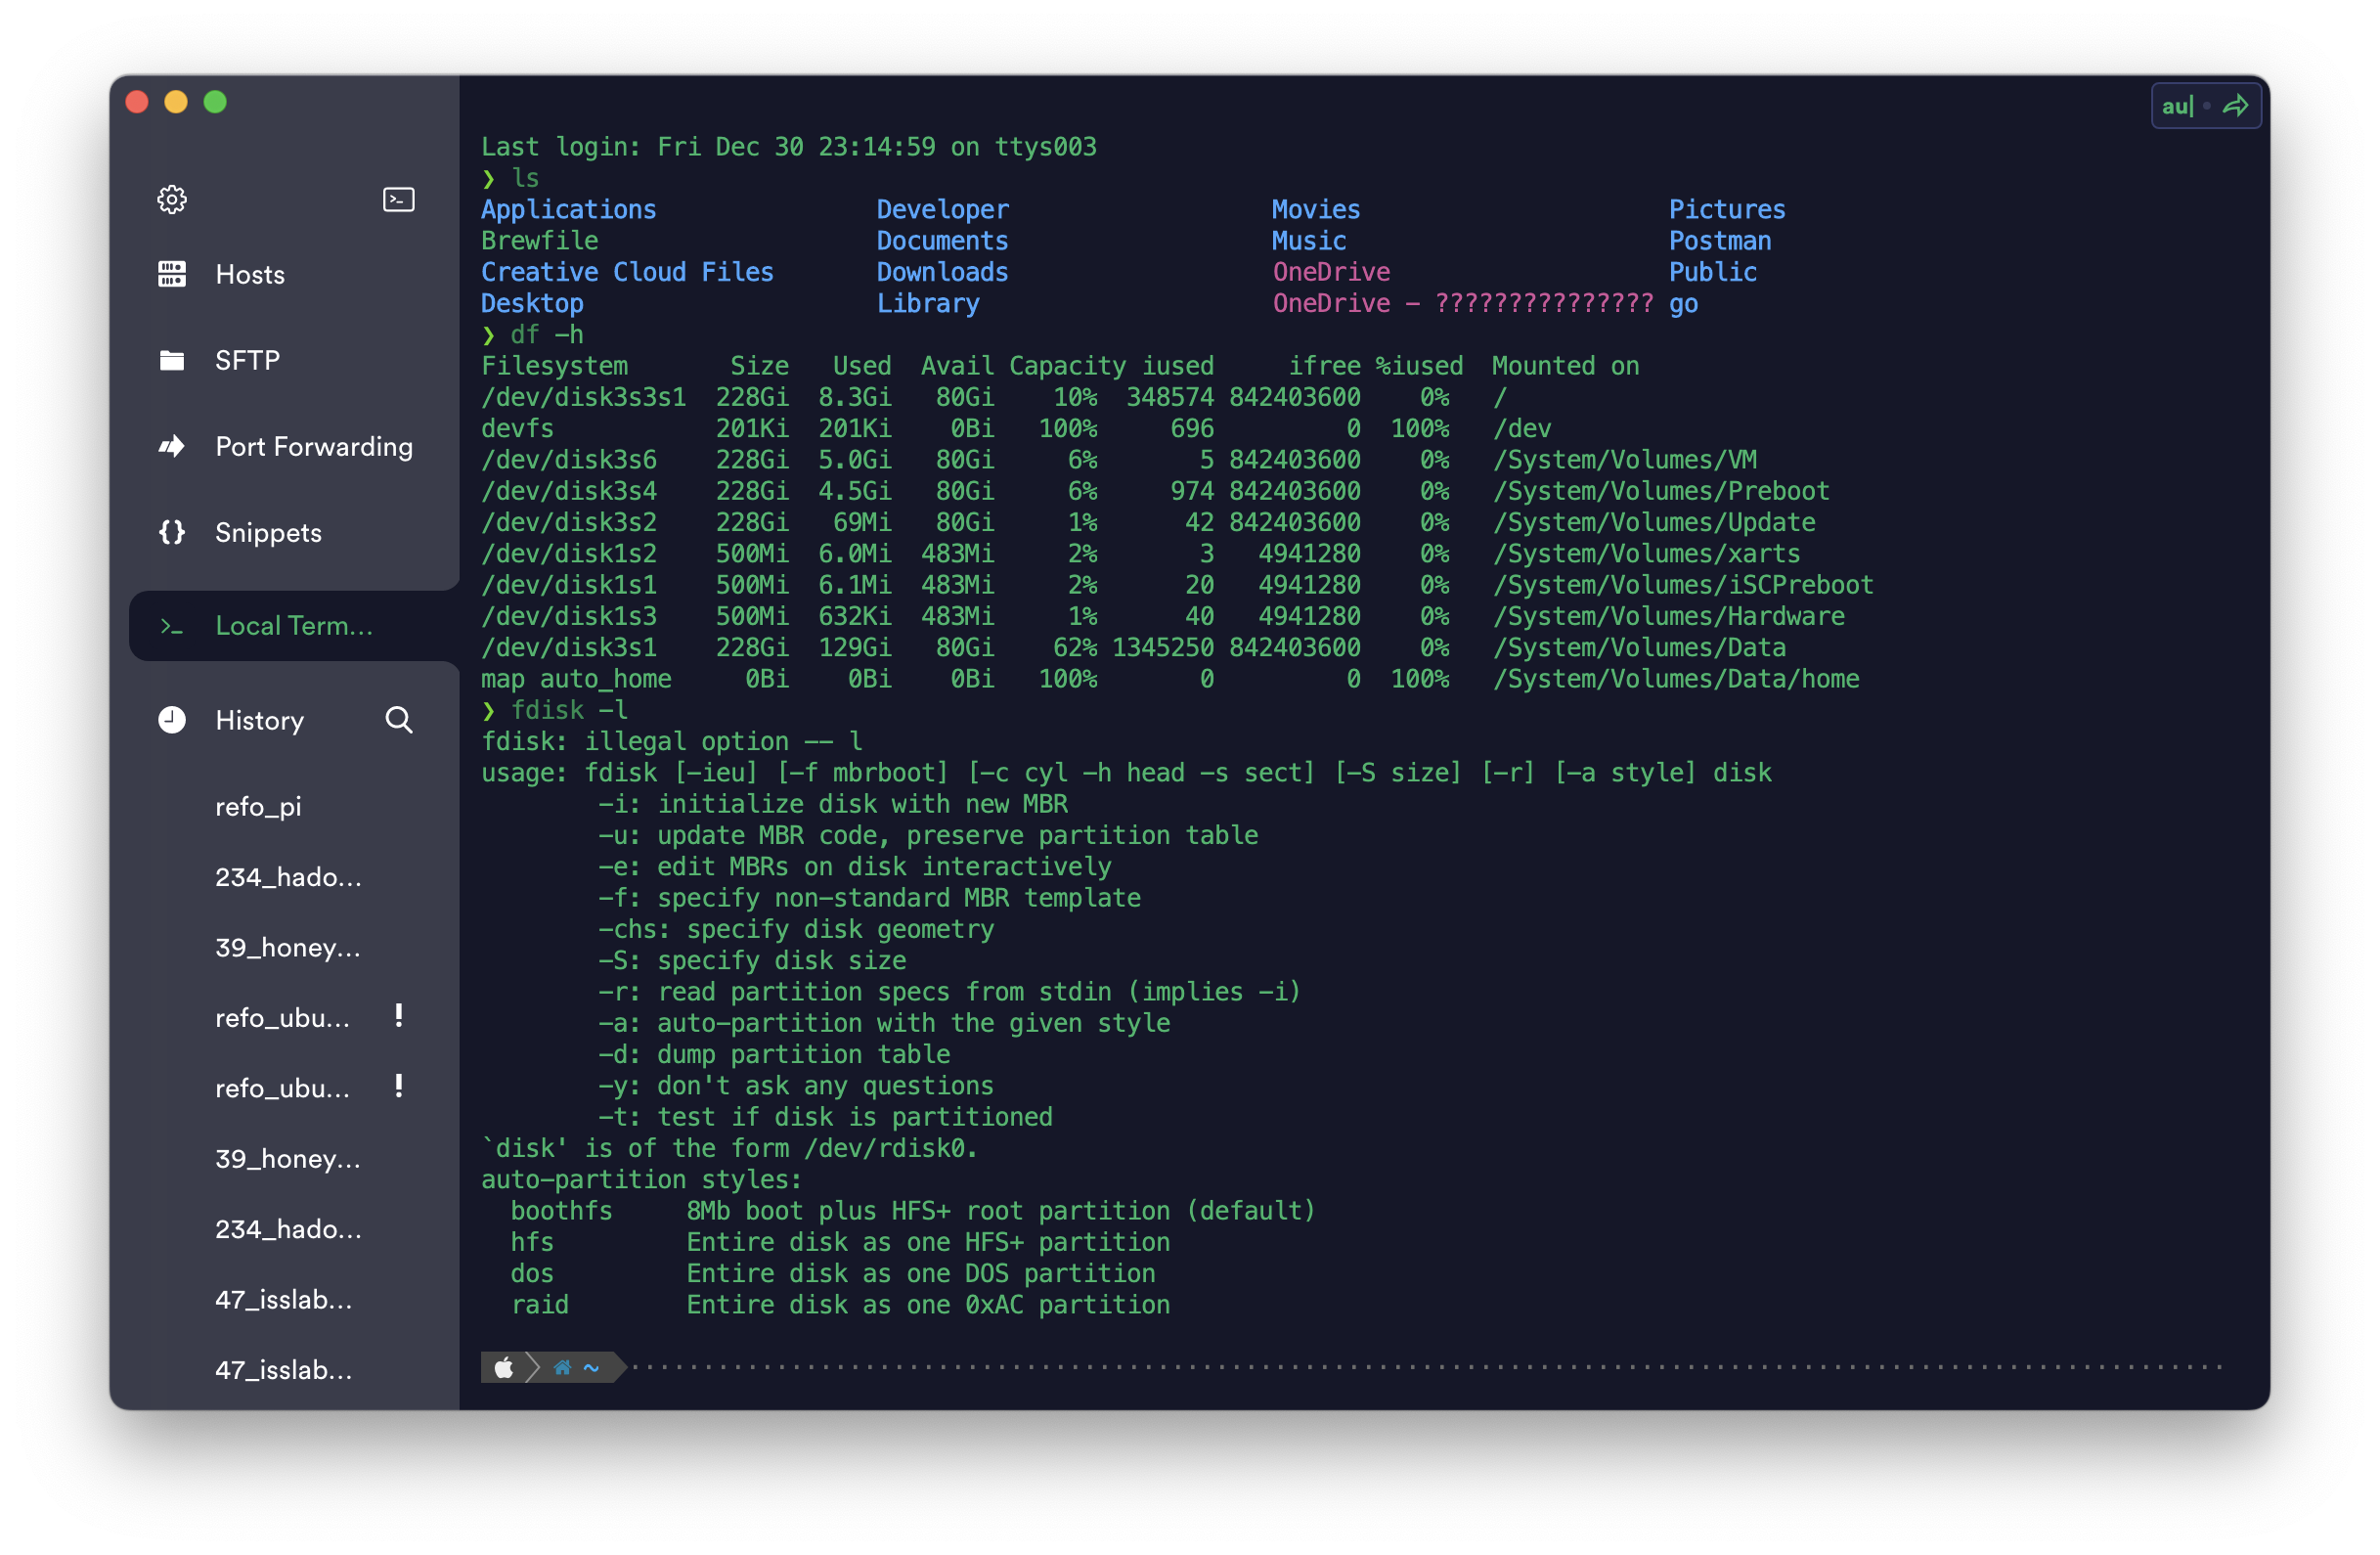 au|
Hosts
SFTP
Port Forwarding
Snippets
Local Term...
History
refo_pi
234_hado...
39_honey...
refo_ubu... !
refo_ubu... !
39_honey...
234_hado...
47_isslab...
47_isslab...
Last login: Fri Dec 30 23:14:59 on ttys003
❯ ls
Applications Developer Movies Pictures
Brewfile Documents Music Postman
Creative Cloud Files Downloads OneDrive Public
Desktop Library OneDrive - ??????????????? go
❯ df -h
Filesystem Size Used Avail Capacity iused ifree %iused Mounted on
/dev/disk3s3s1 228Gi 8.3Gi 80Gi 10% 348574 842403600 0% /
devfs 201Ki 201Ki 0Bi 100% 696 0 100% /dev
/dev/disk3s6 228Gi 5.0Gi 80Gi 6% 5 842403600 0% /System/Volumes/VM
/dev/disk3s4 228Gi 4.5Gi 80Gi 6% 974 842403600 0% /System/Volumes/Preboot
/dev/disk3s2 228Gi 69Mi 80Gi 1% 42 842403600 0% /System/Volumes/Update
/dev/disk1s2 500Mi 6.0Mi 483Mi 2% 3 4941280 0% /System/Volumes/xarts
/dev/disk1s1 500Mi 6.1Mi 483Mi 2% 20 4941280 0% /System/Volumes/iSCPreboot
/dev/disk1s3 500Mi 632Ki 483Mi 1% 40 4941280 0% /System/Volumes/Hardware
/dev/disk3s1 228Gi 129Gi 80Gi 62% 1345250 842403600 0% /System/Volumes/Data
map auto_home 0Bi 0Bi 0Bi 100% 0 0 100% /System/Volumes/Data/home
❯ fdisk -l
fdisk: illegal option -- l
usage: fdisk [-ieu] [-f mbrboot] [-c cyl -h head -s sect] [-S size] [-r] [-a style] disk
-i: initialize disk with new MBR
-u: update MBR code, preserve partition table
-e: edit MBRs on disk interactively
-f: specify non-standard MBR template
-chs: specify disk geometry
-S: specify disk size
-r: read partition specs from stdin (implies -i)
-a: auto-partition with the given style
-d: dump partition table
-y: don't ask any questions
-t: test if disk is partitioned
`disk' is of the form /dev/rdisk0.
auto-partition styles:
boothfs 8Mb boot plus HFS+ root partition (default)
hfs Entire disk as one HFS+ partition
dos Entire disk as one DOS partition
raid Entire disk as one 0xAC partition
~